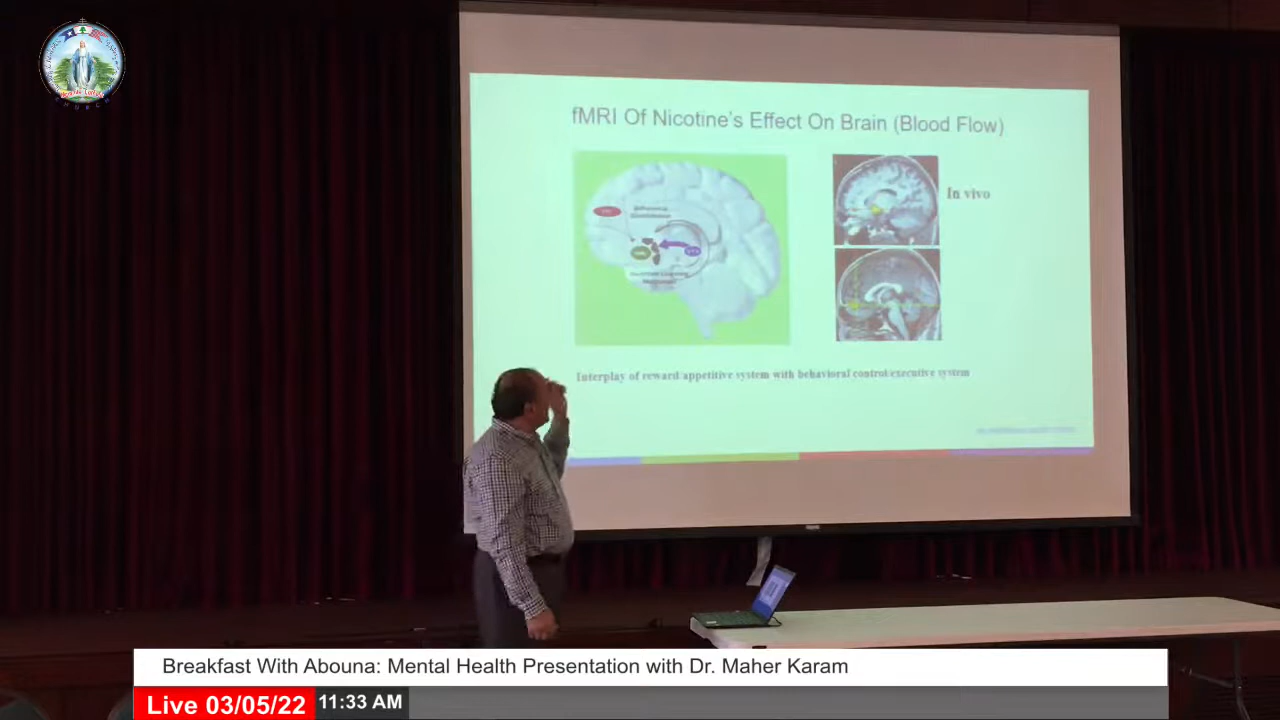 fMRI Of Nicotine's Effect On Brain (Blood Flow)
In vivo
Interplay of reward/appetitive system with behavioral control/executive system
Breakfast With Abouna: Mental Health Presentation with Dr. Maher Karam
Live 03/05/22
11:33 AM